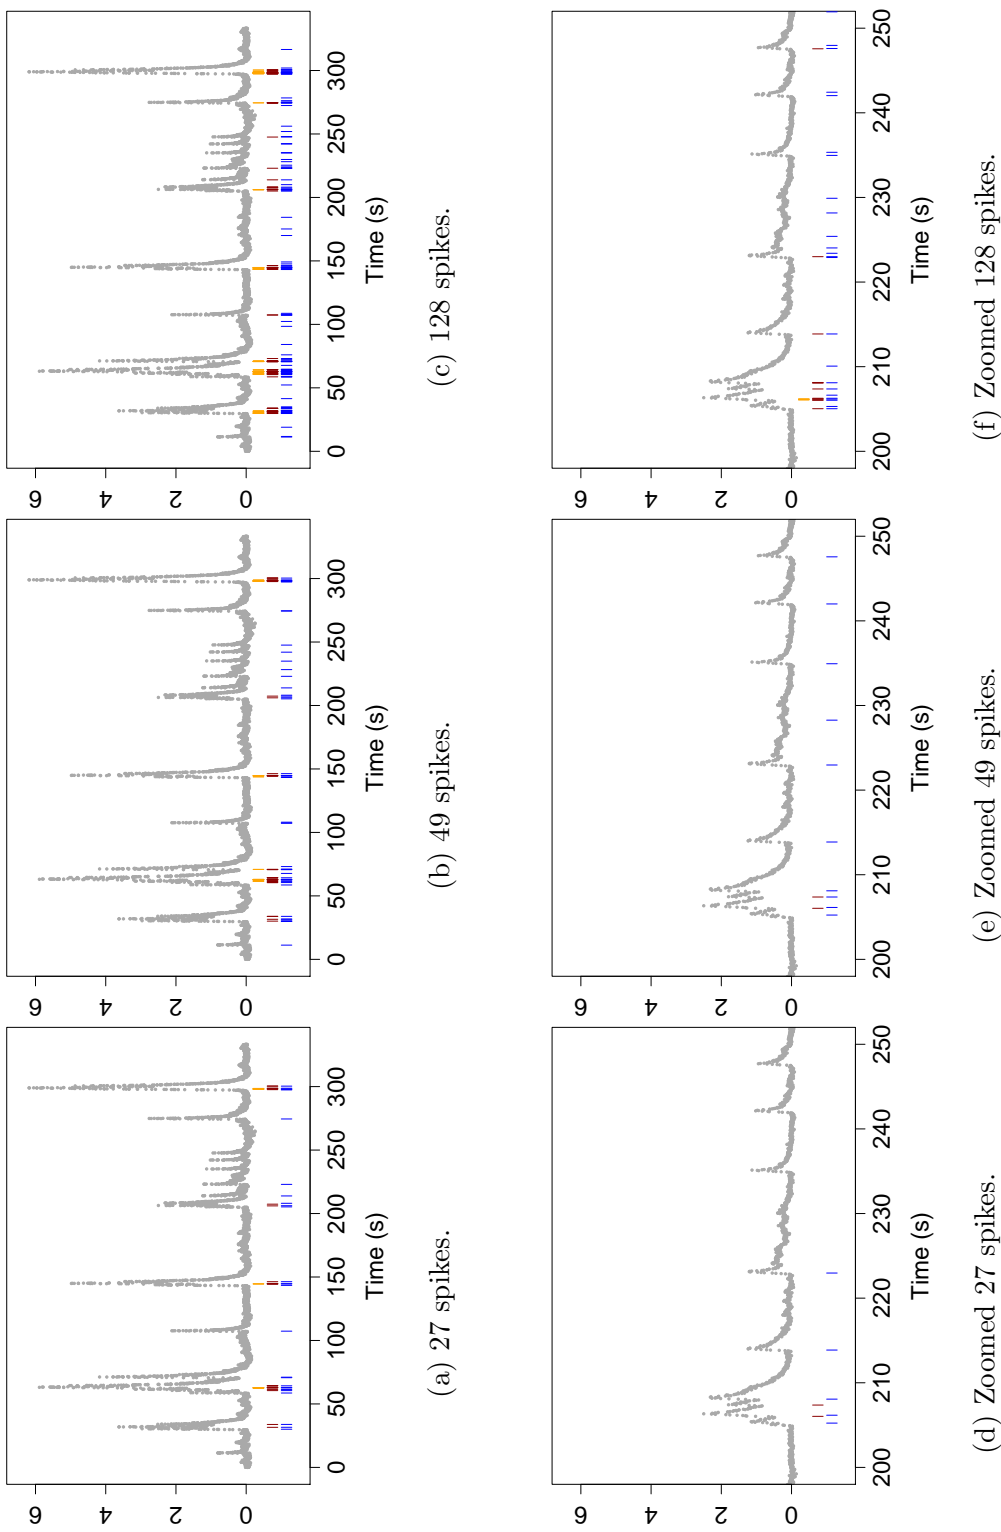 0 2 4 6
0 50 100 150 200 250 300
Time (s)
(a) 27 spikes.
0 2 4 6
0 50 100 150 200 250 300
Time (s)
(b) 49 spikes.
0 2 4 6
0 50 100 150 200 250 300
Time (s)
(c) 128 spikes.
0 2 4 6
200 210 220 230 240 250
Time (s)
(d) Zoomed 27 spikes.
0 2 4 6
200 210 220 230 240 250
Time (s)
(e) Zoomed 49 spikes.
0 2 4 6
200 210 220 230 240 250
Time (s)
(f) Zoomed 128 spikes.